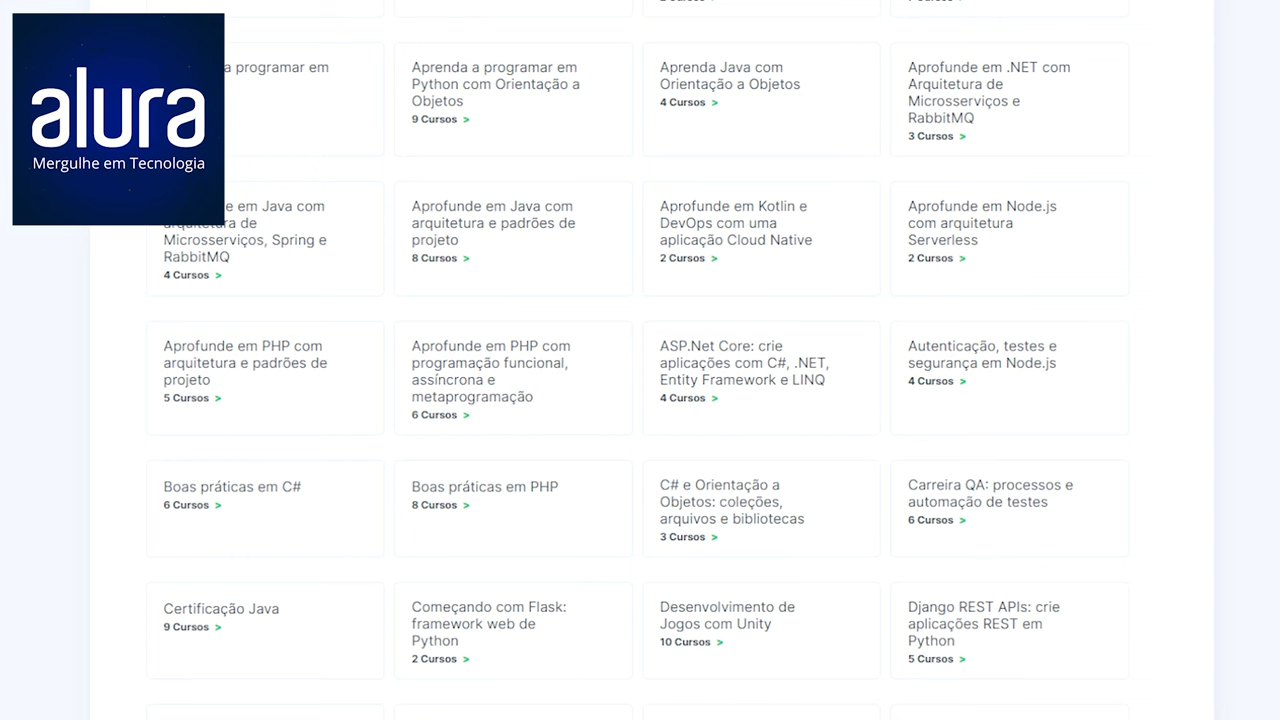 alura
Mergulhe em Tecnologia
a programar em
Aprenda a programar em
Python com Orientação a
Objetos
9 Cursos >
Aprenda Java com
Orientação a Objetos
4 Cursos >
Aprofunde em .NET com
Arquitetura de
Microsserviços e
RabbitMQ
3 Cursos >
e em Java com
arquitetura de
Microsserviços, Spring e
RabbitMQ
4 Cursos >
Aprofunde em Java com
arquitetura e padrões de
projeto
8 Cursos >
Aprofunde em Kotlin e
DevOps com uma
aplicação Cloud Native
2 Cursos >
Aprofunde em Node.js
com arquitetura
Serverless
2 Cursos >
Aprofunde em PHP com
arquitetura e padrões de
projeto
5 Cursos >
Aprofunde em PHP com
programação funcional,
assíncrona e
metaprogramação
6 Cursos >
ASP.Net Core: crie
aplicações com C#, .NET,
Entity Framework e LINQ
4 Cursos >
Autenticação, testes e
segurança em Node.js
4 Cursos >
Boas práticas em C#
6 Cursos >
Boas práticas em PHP
8 Cursos >
C# e Orientação a
Objetos: coleções,
arquivos e bibliotecas
3 Cursos >
Carreira QA: processos e
automação de testes
6 Cursos >
Certificação Java
9 Cursos >
Começando com Flask:
framework web de
Python
2 Cursos >
Desenvolvimento de
Jogos com Unity
10 Cursos >
Django REST APIs: crie
aplicações REST em
Python
5 Cursos >